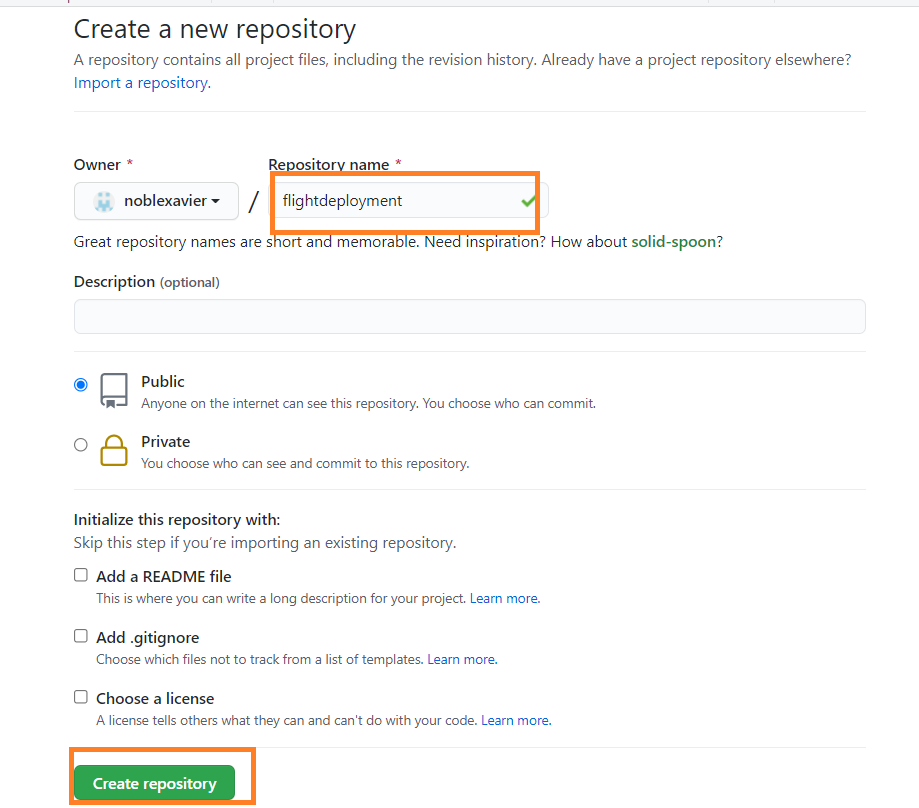 Create a new repository
A repository contains all project files, including the revision history. Already have a project repository elsewhere?
Import a repository.
Owner * Repository name *
noblexavier / flightdeployment
Great repository names are short and memorable. Need inspiration? How about solid-spoon?
Description (optional)
Public
Anyone on the internet can see this repository. You choose who can commit.
Private
You choose who can see and commit to this repository.
Initialize this repository with:
Skip this step if you're importing an existing repository.
Add a README file
This is where you can write a long description for your project. Learn more.
Add .gitignore
Choose which files not to track from a list of templates. Learn more.
Choose a license
A license tells others what they can and can't do with your code. Learn more.
Create repository